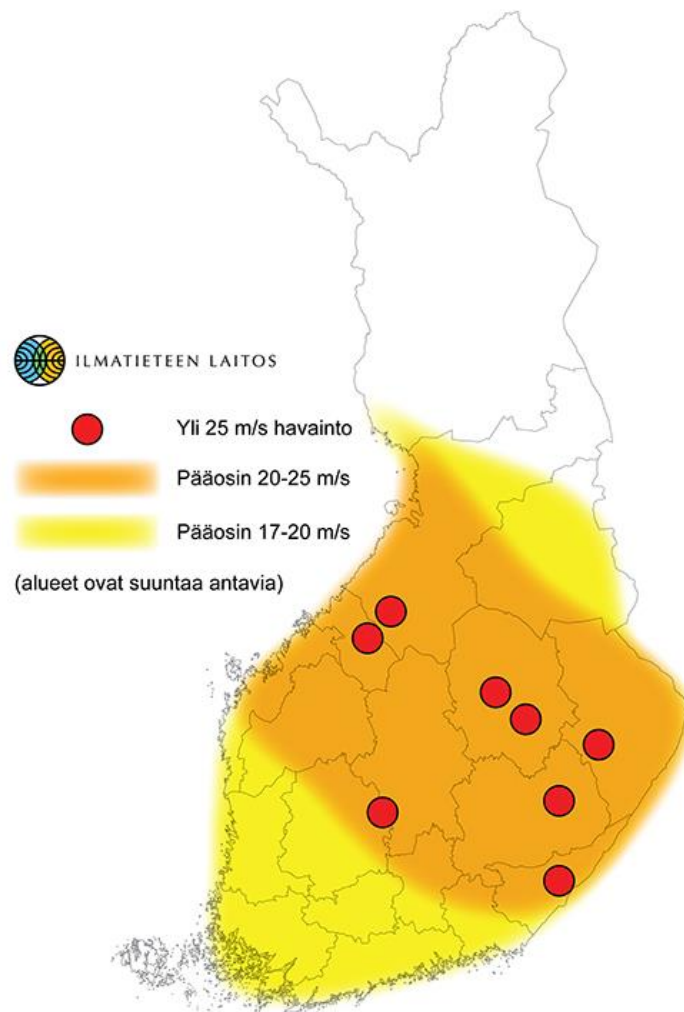 ILMATIETEEN LAITOS
Yli 25 m/s havainto
Pääosin 20-25 m/s
Pääosin 17-20 m/s
(alueet ovat suuntaa antavia)